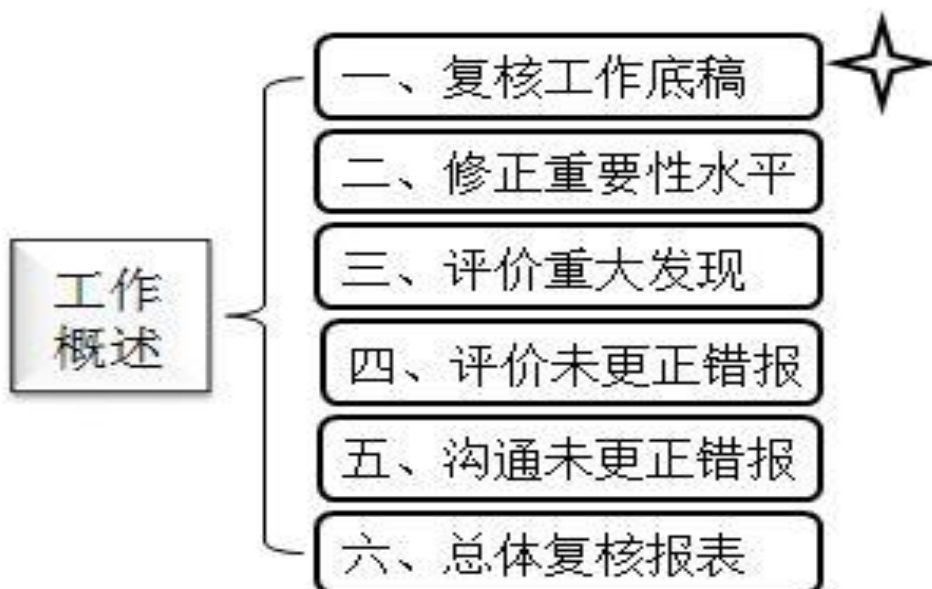 工作
概述
一、复核工作底稿
二、修正重要性水平
三、评价重大发现
四、评价未更正错报
五、沟通未更正错报
六、总体复核报表